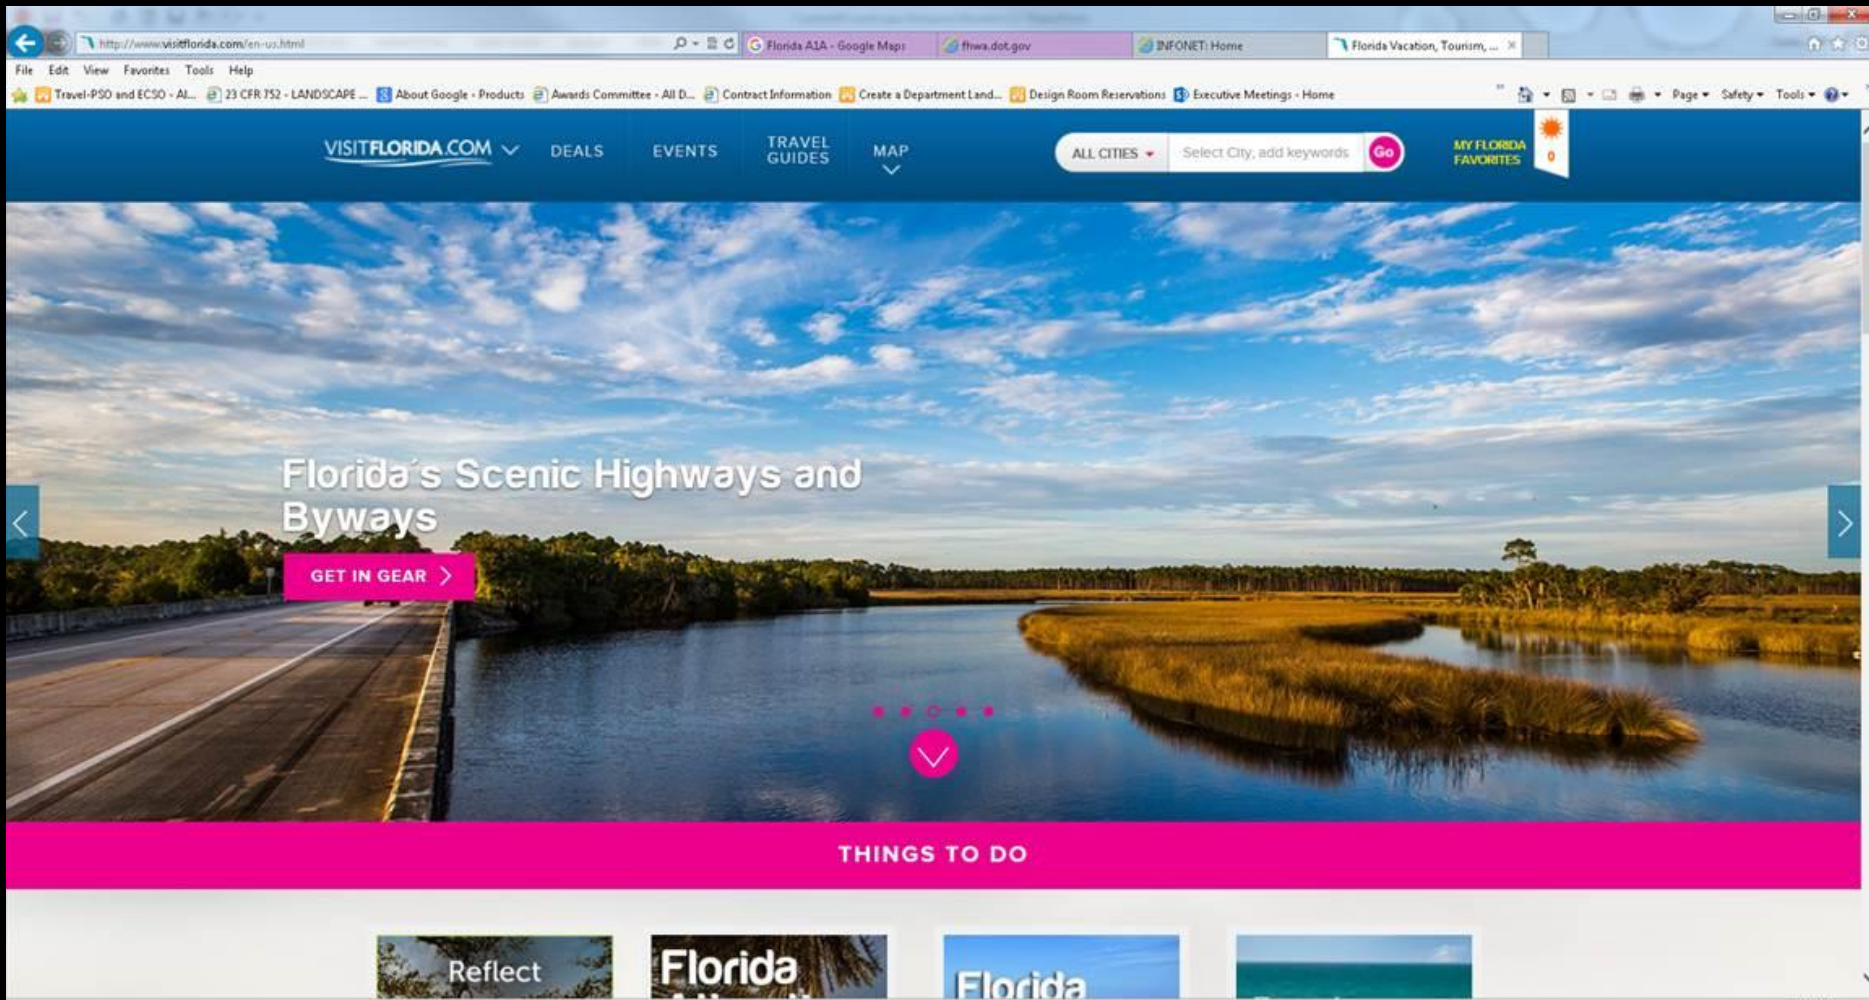 http://www.visitflorida.com/en-us.html
Florida A1A - Google Maps
fhwa.dot.gov
INFONET: Home
Florida Vacation, Tourism, ...
File Edit View Favorites Tools Help
Travel-PSO and ECSO - Al...
23 CFR 752 - LANDSCAPE ...
About Google - Products
Awards Committee - All D...
Contract Information
Create a Department Land...
Design Room Reservations
Executive Meetings - Home
Page
Safety
Tools
VISITFLORIDA.COM
DEALS
EVENTS
TRAVEL
GUIDES
MAP
ALL CITIES
Select City, add keywords
Go
MY FLORIDA
FAVORITES
0
Florida's Scenic Highways and
Byways
GET IN GEAR
THINGS TO DO
Reflect
Florida
Florida